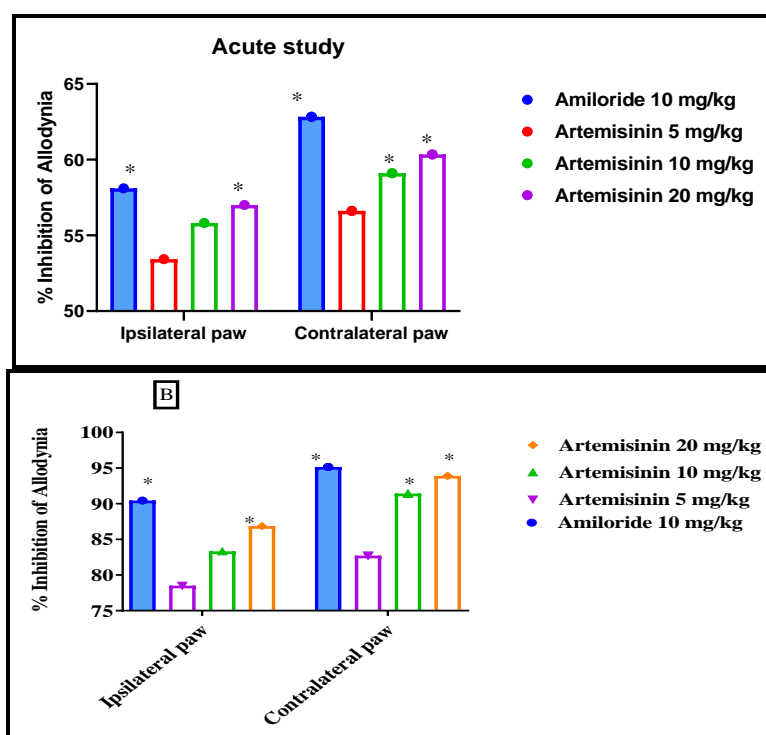 Acute study
% Inhibition of Allodynia
65
60
55
50
*
*
*
*
*
Ipsilateral paw
Contralateral paw
Amiloride 10 mg/kg
Artemisinin 5 mg/kg
Artemisinin 10 mg/kg
Artemisinin 20 mg/kg
B
% Inhibition of Allodynia
100
95
90
85
80
75
*
*
*
*
*
Ipsilateral paw
Contralateral paw
Artemisinin 20 mg/kg
Artemisinin 10 mg/kg
Artemisinin 5 mg/kg
Amiloride 10 mg/kg